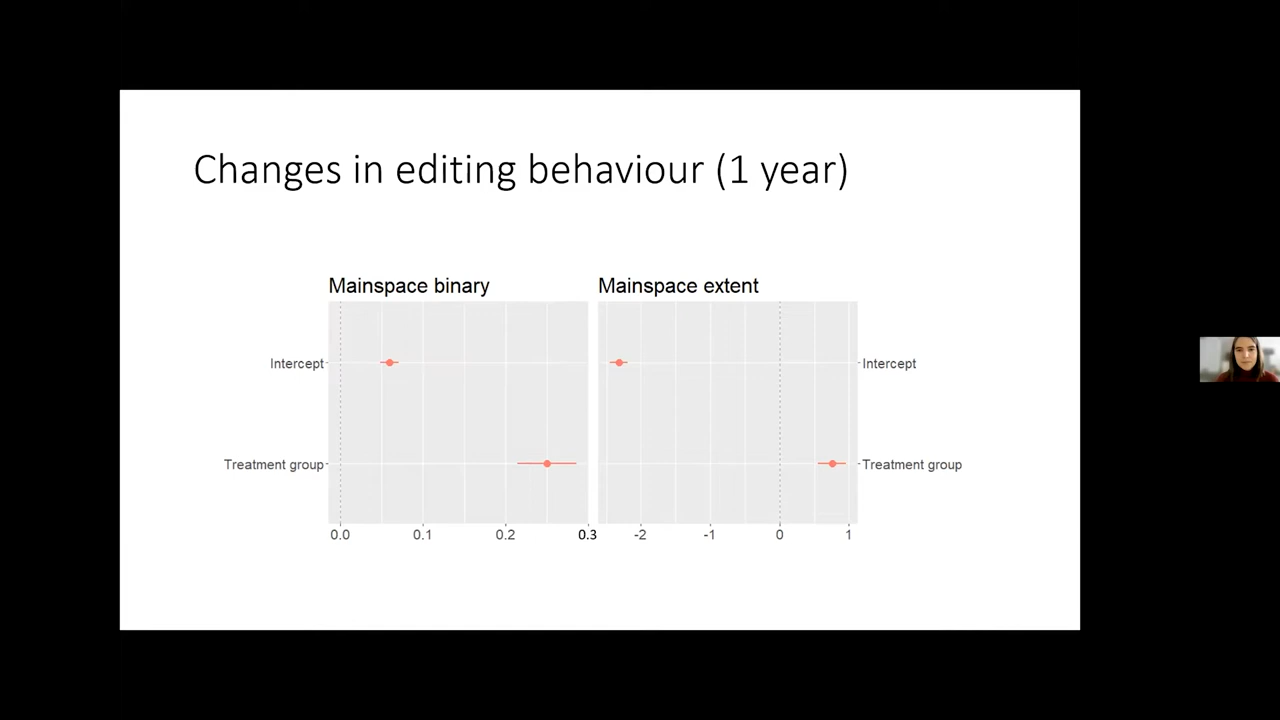 Changes in editing behaviour (1 year)
Mainspace binary
Mainspace extent
Intercept
Intercept
Treatment group
Treatment group
0.0 0.1 0.2 0.3 -2 -1 0 1